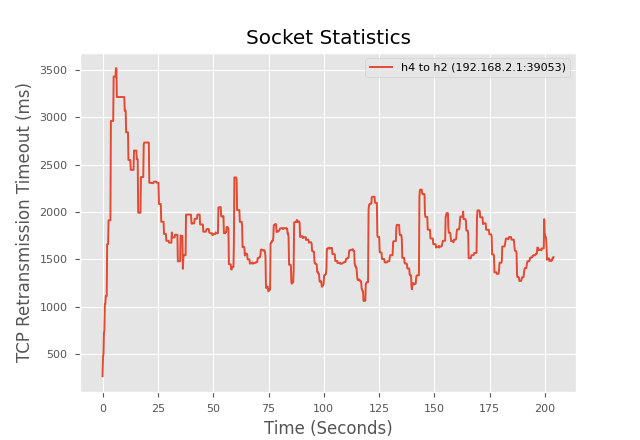 Socket Statistics
h4 to h2 (192.168.2.1:39053)
TCP Retransmission Timeout (ms)
3500
3000
2500
2000
1500
1000
500
0 25 50 75 100 125 150 175 200
Time (Seconds)